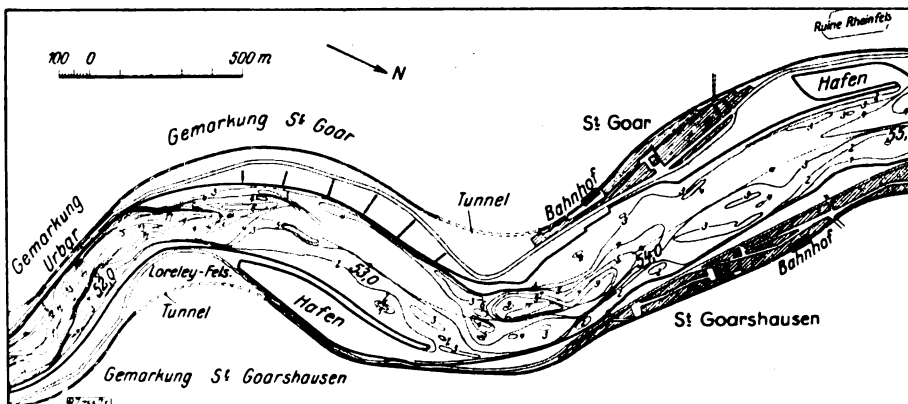 Ruine Rheinfels
100 0 500 m
N
Hafen
St Goar
Gemarkung St Goar
55,
Tunnel
Bahnhof
Gemarkung
Urbar
52,0
Loreley-Fels.
53,0
54,0
Bahnhof
Tunnel
Hafen
St Goarshausen
Gemarkung St Goarshausen